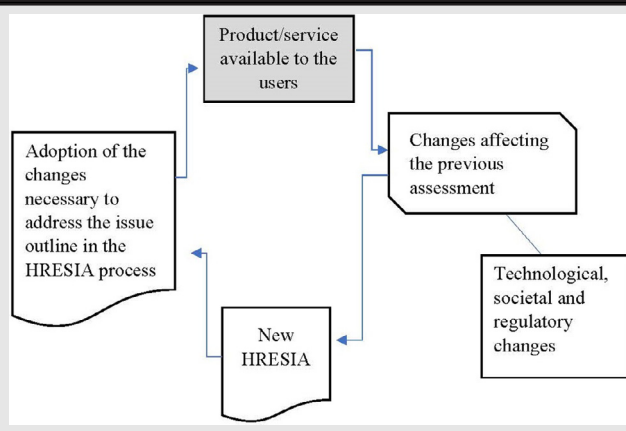 Product/service
available to the
users
Changes affecting
the previous
assessment
Adoption of the
changes
necessary to
address the issue
outline in the
HRESIA process
Technological,
societal and
regulatory
changes
New
HRESIA